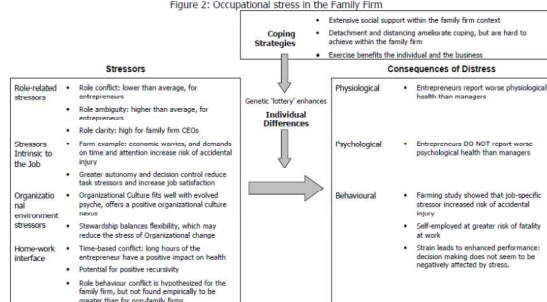 Figure 2: Occupational stress in the Family Firm
Coping
Strategies
• Extensive social support within the family firm context
• Detachment and distancing ameliorate coping, but are hard to
achieve within the family firm
• Exercise benefits the individual and the business
Stressors
Role-related
stressors
• Role conflict: lower than average, for
entrepreneurs
• Role ambiguity: higher than average, for
entrepreneurs
• Role clarity: high for family firm CEOs
Stressors
Intrinsic to
the Job
• Farm example: economic worries, and demands
on time and attention increase risk of accidental
injury
• Greater autonomy and decision control reduce
task stressors and increase job satisfaction
Organizatio
nal
environment
stressors
• Organizational Culture fits well with evolved
psyche, offers a positive organizational culture
nexus
• Stewardship balances flexibility, which may
reduce the stress of Organizational change
Home-work
interface
• Time-based conflict: long hours of the
entrepreneur have a positive impact on health
• Potential for positive recursivity
• Role behaviour conflict is hypothesized for the
family firm, but not found empirically to be
greater than for non-family firms
Genetic 'lottery' enhances
Individual
Differences
Consequences of Distress
Physiological
• Entrepreneurs report worse physiological
health than managers
Psychological
• Entrepreneurs DO NOT report worse
psychological health than managers
Behavioural
• Farming study showed that job-specific
stressor increased risk of accidental
injury
• Self-employed at greater risk of fatality
at work
• Strain leads to enhanced performance:
decision making does not seem to be
negatively affected by stress.